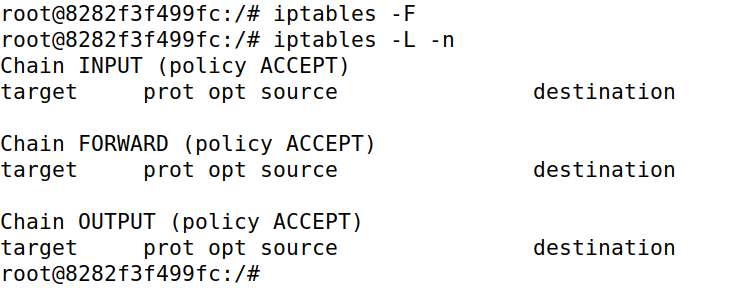 root@8282f3f499fc:/# iptables -F
root@8282f3f499fc:/# iptables -L -n
Chain INPUT (policy ACCEPT)
target     prot opt source               destination

Chain FORWARD (policy ACCEPT)
target     prot opt source               destination

Chain OUTPUT (policy ACCEPT)
target     prot opt source               destination
root@8282f3f499fc:/#